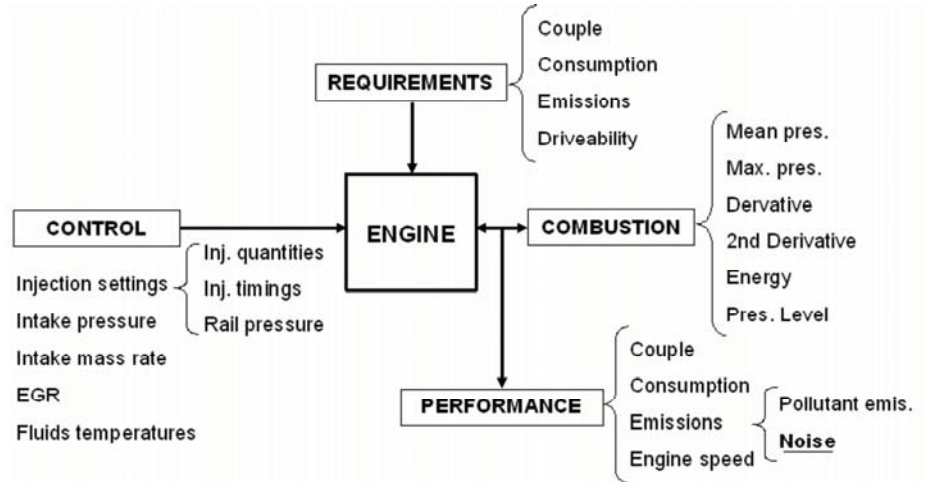 REQUIREMENTS
Couple
Consumption
Emissions
Driveability
CONTROL
Injection settings
Inj. quantities
Inj. timings
Rail pressure
Intake pressure
Intake mass rate
EGR
Fluids temperatures
ENGINE
COMBUSTION
Mean pres.
Max. pres.
Dervative
2nd Derivative
Energy
Pres. Level
PERFORMANCE
Couple
Consumption
Emissions
Pollutant emis.
Noise
Engine speed